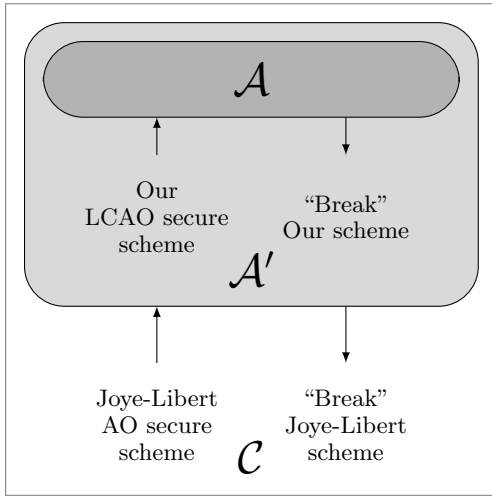 𝒜
Our
LCAO secure
scheme
“Break”
Our scheme
𝒜′
Joye-Libert
AO secure
scheme
“Break”
Joye-Libert
scheme
𝒞